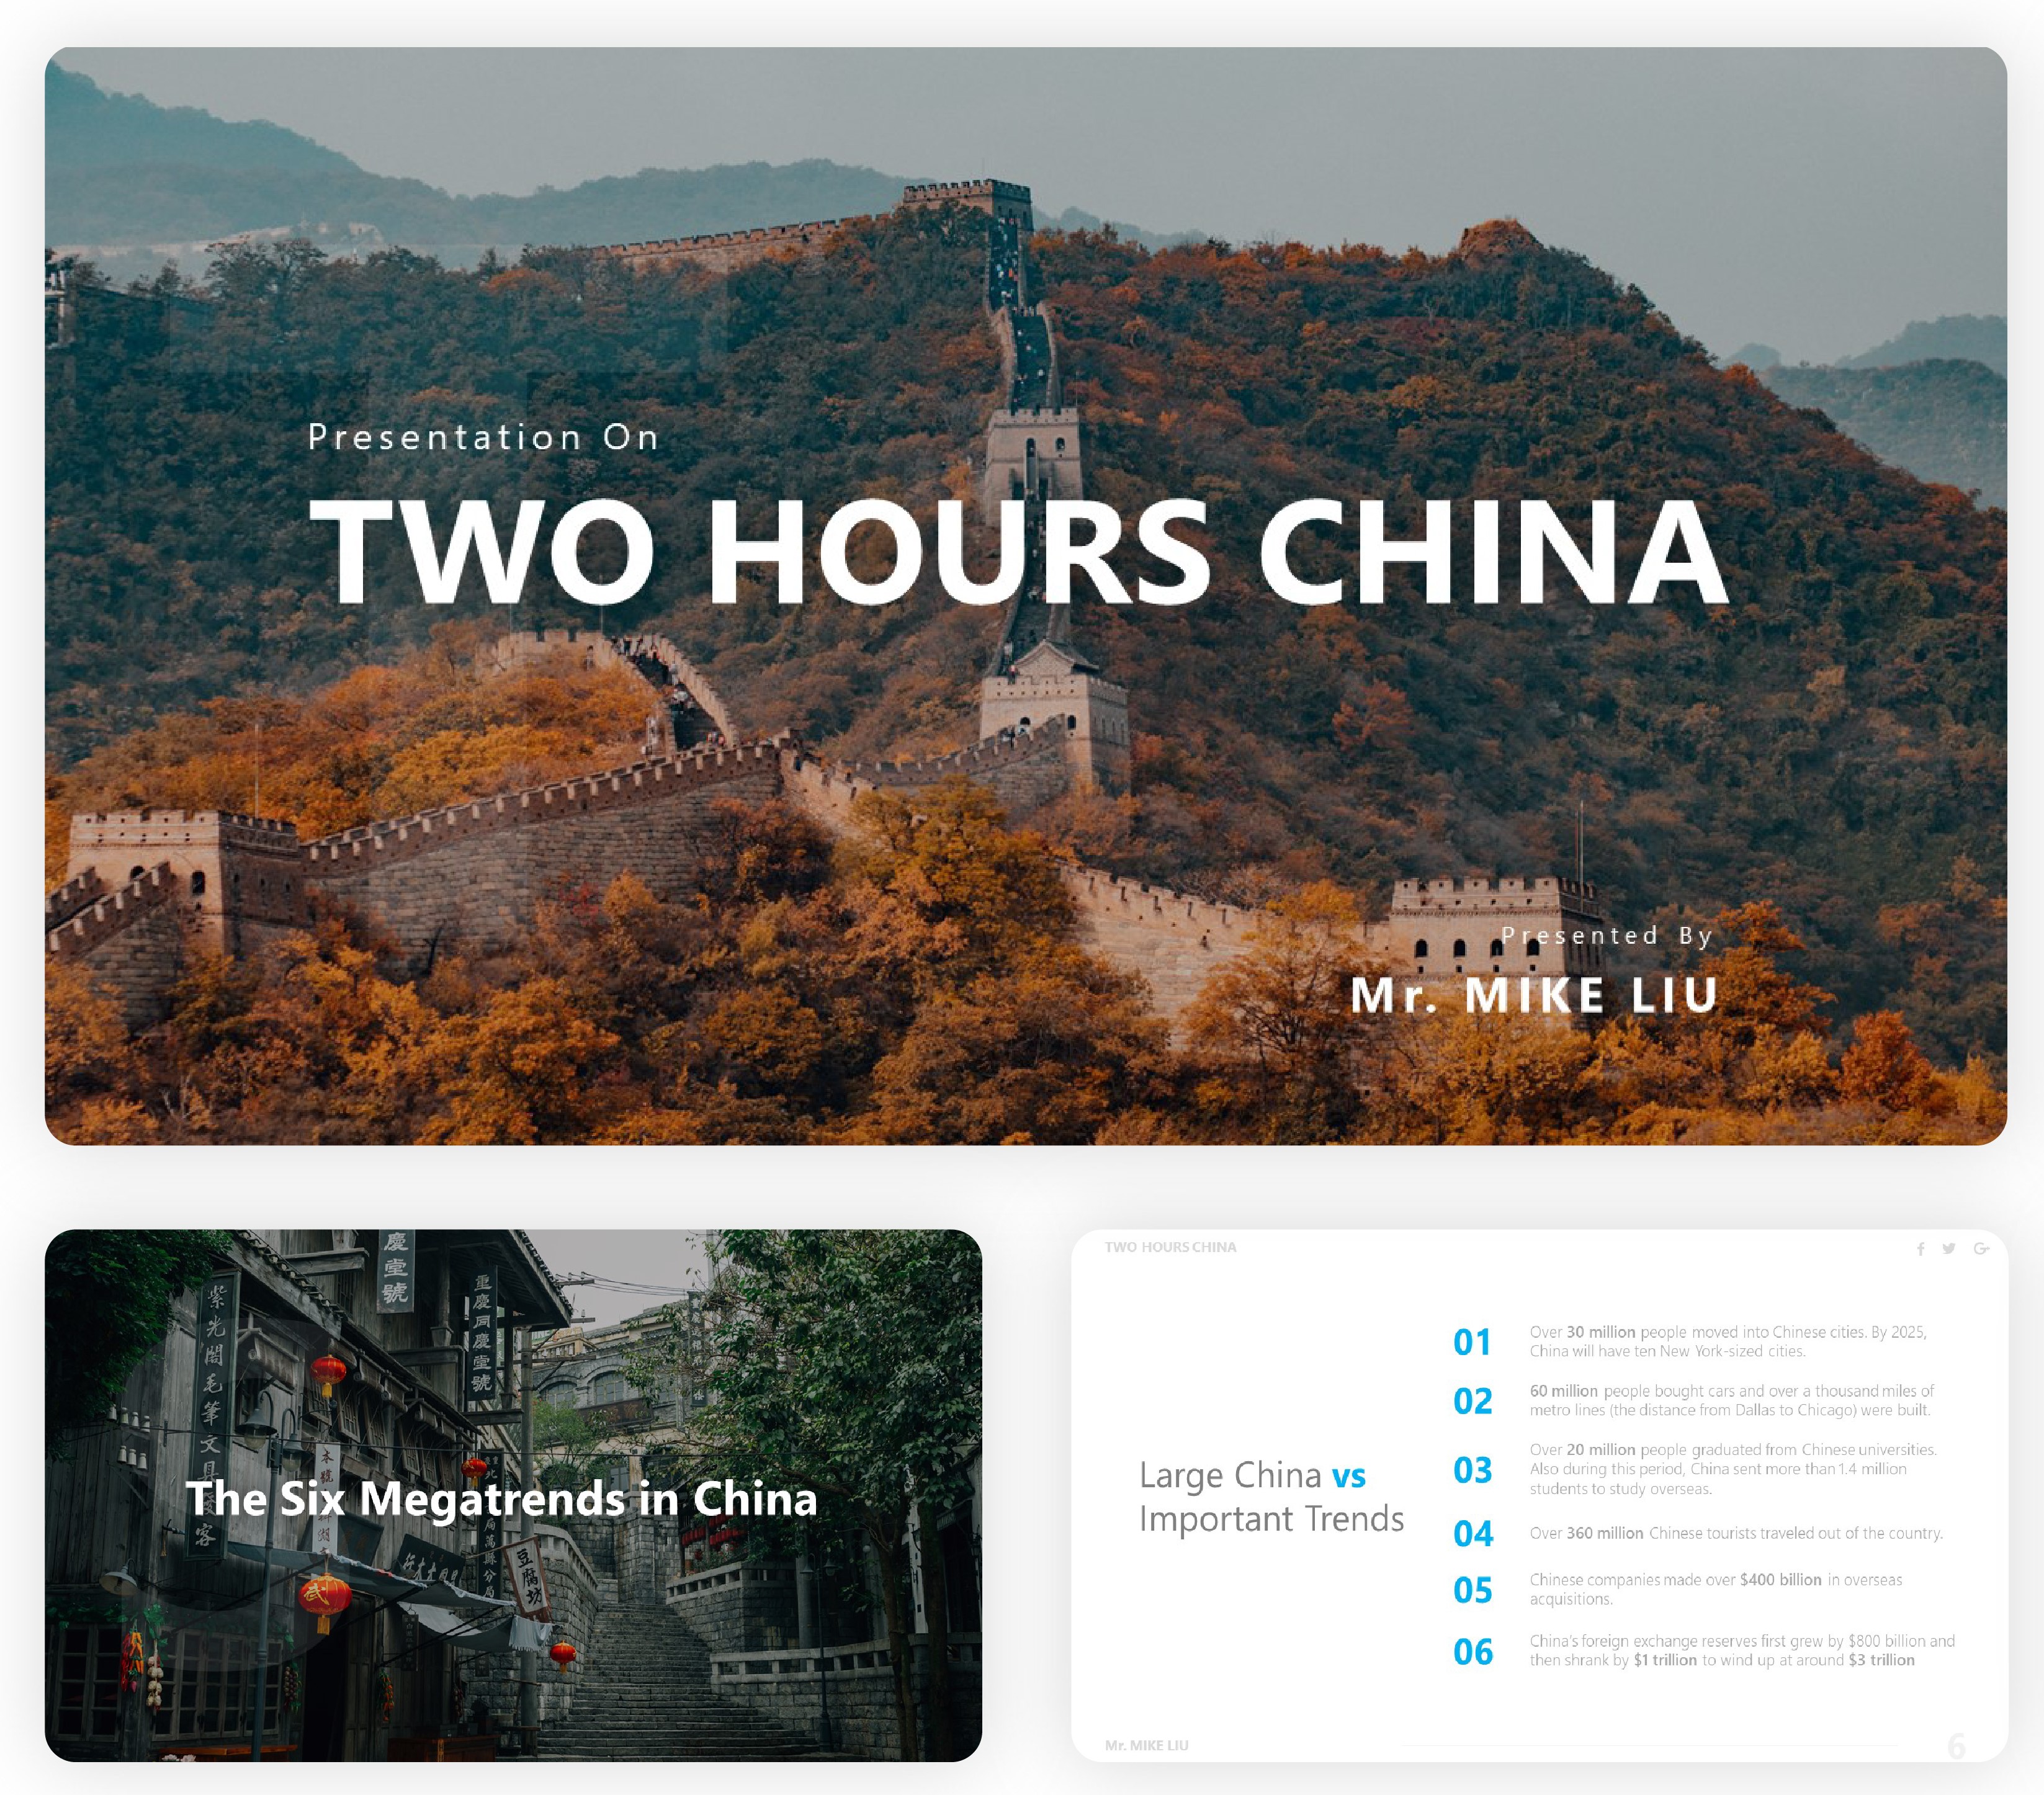 Presentation On
TWO HOURS CHINA
Presented By
Mr. MIKE LIU
慶堂號
重慶同慶堂號
紫光閣毛筆文具
豆腐坊
武
The Six Megatrends in China
TWO HOURS CHINA
Large China vs
Important Trends
01
Over 30 million people moved into Chinese cities. By 2025,
China will have ten New York-sized cities.
02
60 million people bought cars and over a thousand miles of
metro lines (the distance from Dallas to Chicago) were built.
03
Over 20 million people graduated from Chinese universities.
Also during this period, China sent more than 1.4 million
students to study overseas.
04
Over 360 million Chinese tourists traveled out of the country.
05
Chinese companies made over $400 billion in overseas
acquisitions.
06
China's foreign exchange reserves first grew by $800 billion and
then shrank by $1 trillion to wind up at around $3 trillion
Mr. MIKE LIU
6